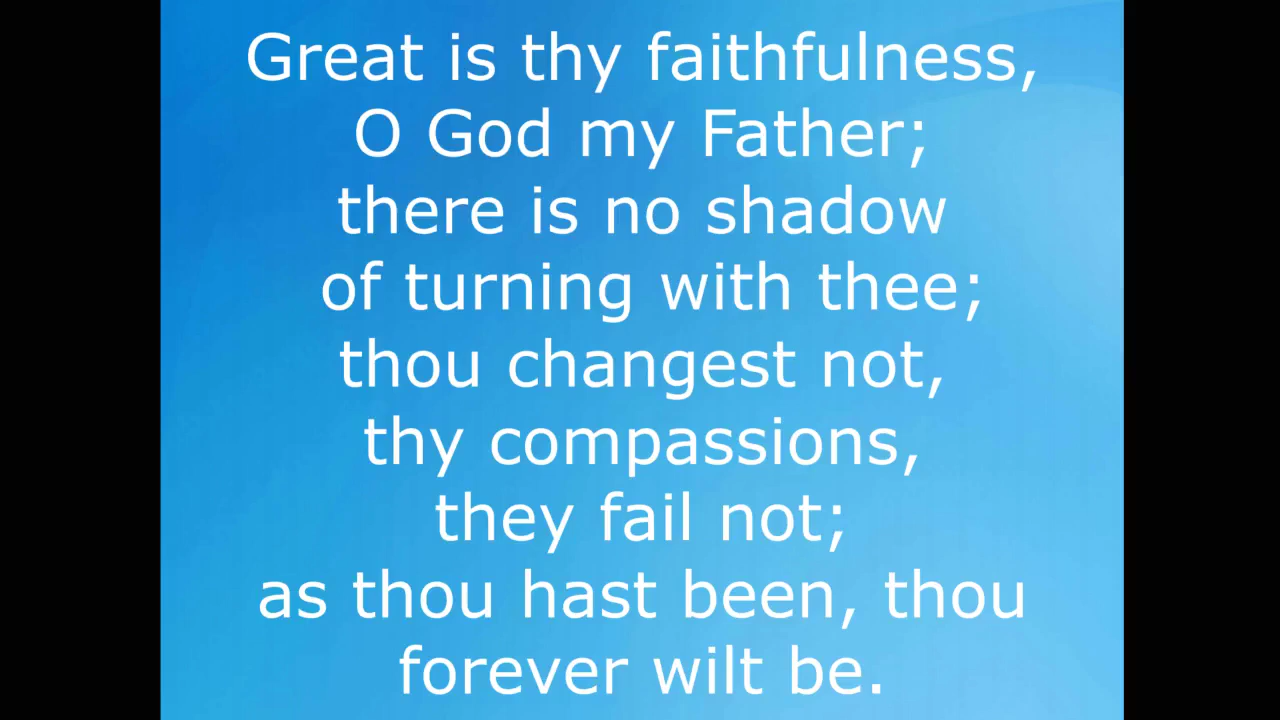 Great is thy faithfulness,
O God my Father;
there is no shadow
of turning with thee;
thou changest not,
thy compassions,
they fail not;
as thou hast been, thou
forever wilt be.